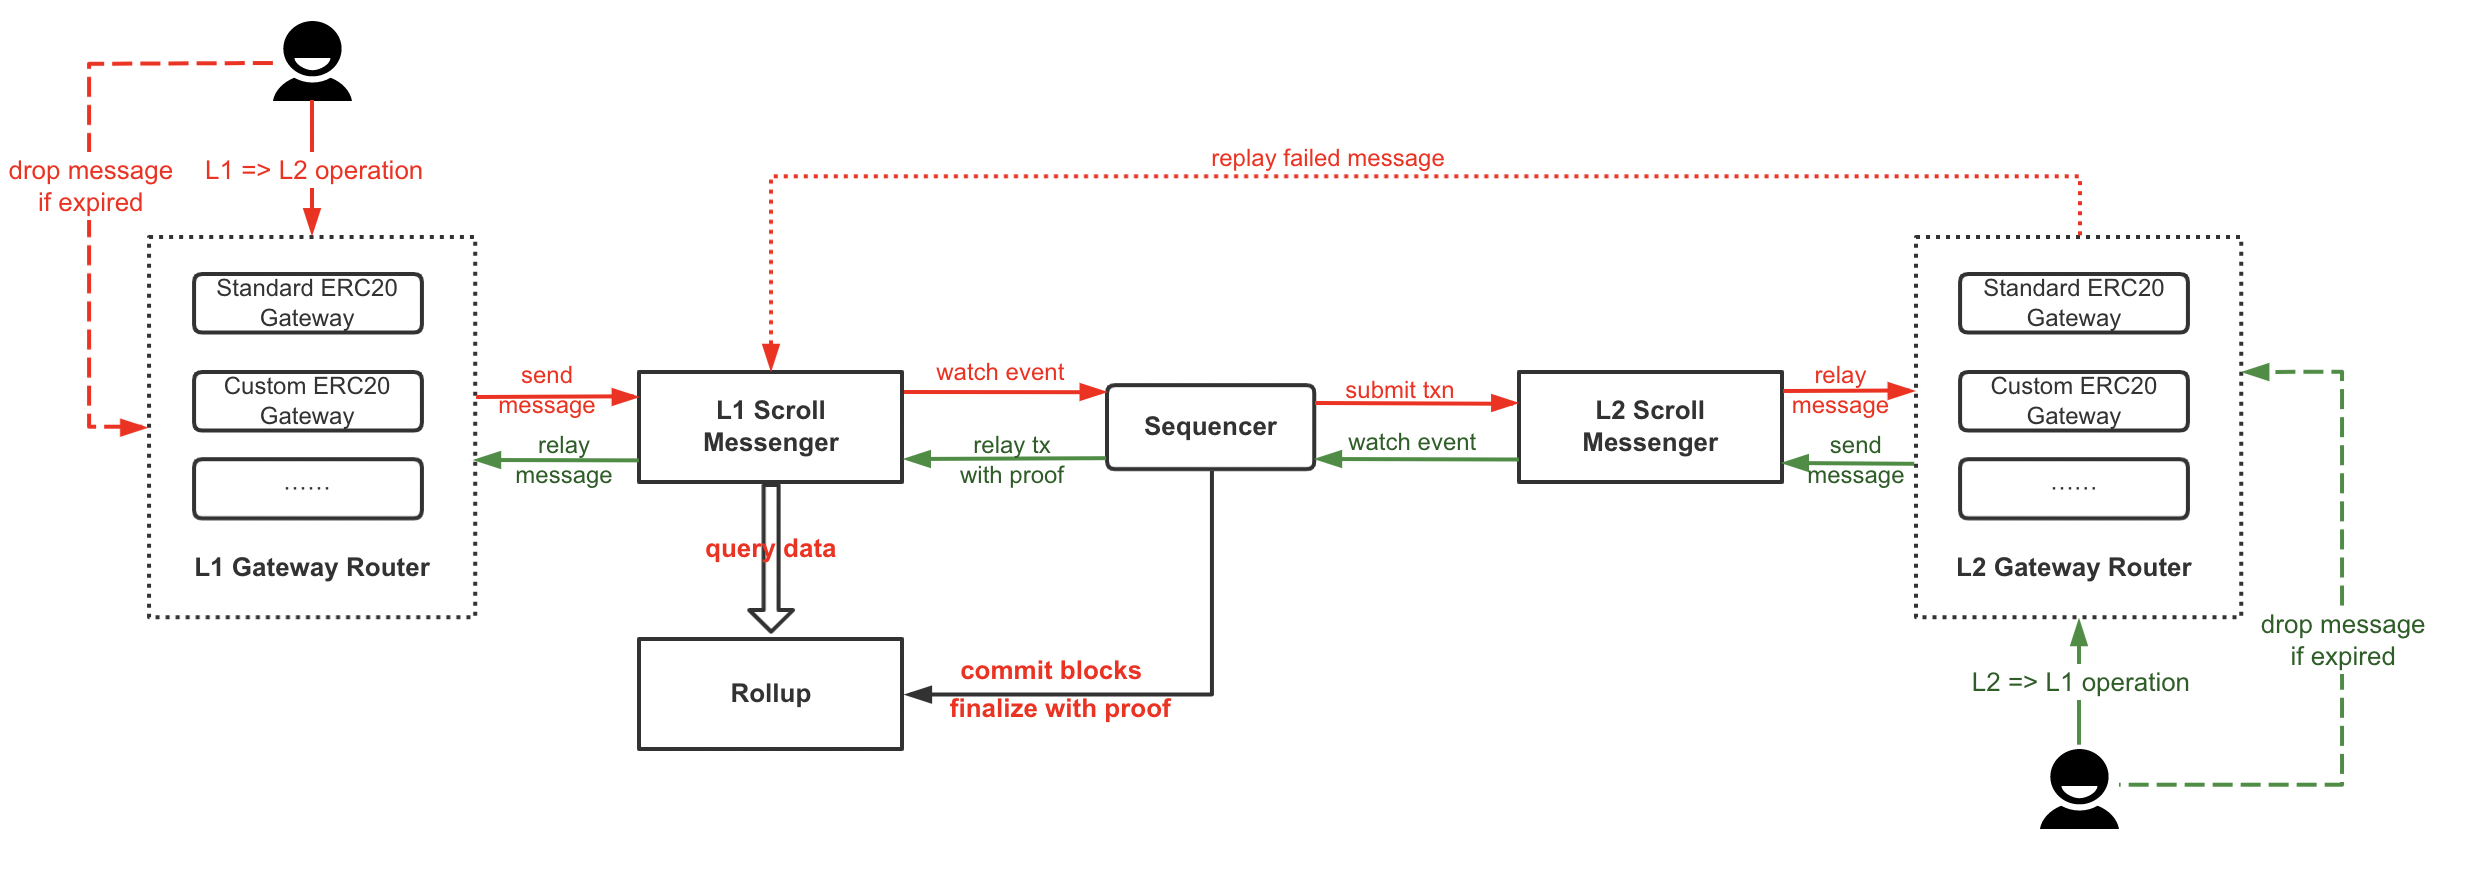 drop message
if expired
L1 => L2 operation
replay failed message
Standard ERC20
Gateway
Custom ERC20
Gateway
......
L1 Gateway Router
send
message
relay
message
L1 Scroll
Messenger
watch event
relay tx
with proof
Sequencer
submit txn
watch event
L2 Scroll
Messenger
relay
message
send
message
Standard ERC20
Gateway
Custom ERC20
Gateway
......
L2 Gateway Router
query data
Rollup
commit blocks
finalize with proof
drop message
if expired
L2 => L1 operation